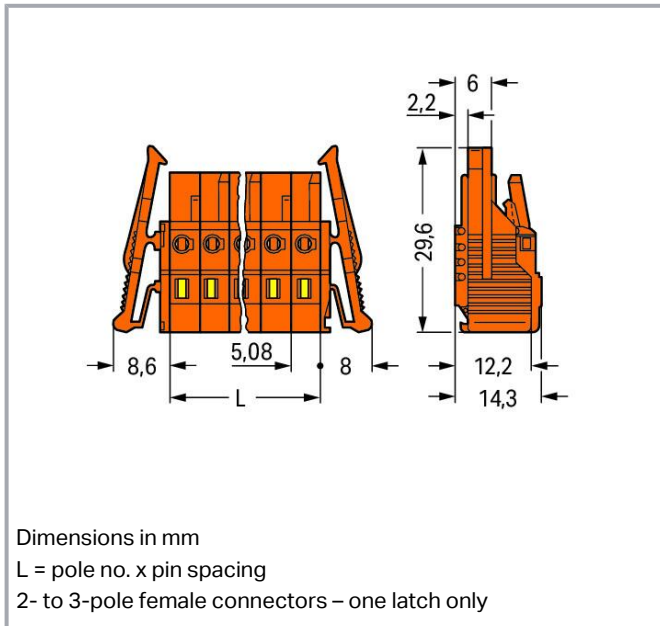 6
2,2
29,6
5,08
8,6
8
L
12,2
14,3
Dimensions in mm
L = pole no. x pin spacing
2- to 3-pole female connectors – one latch only